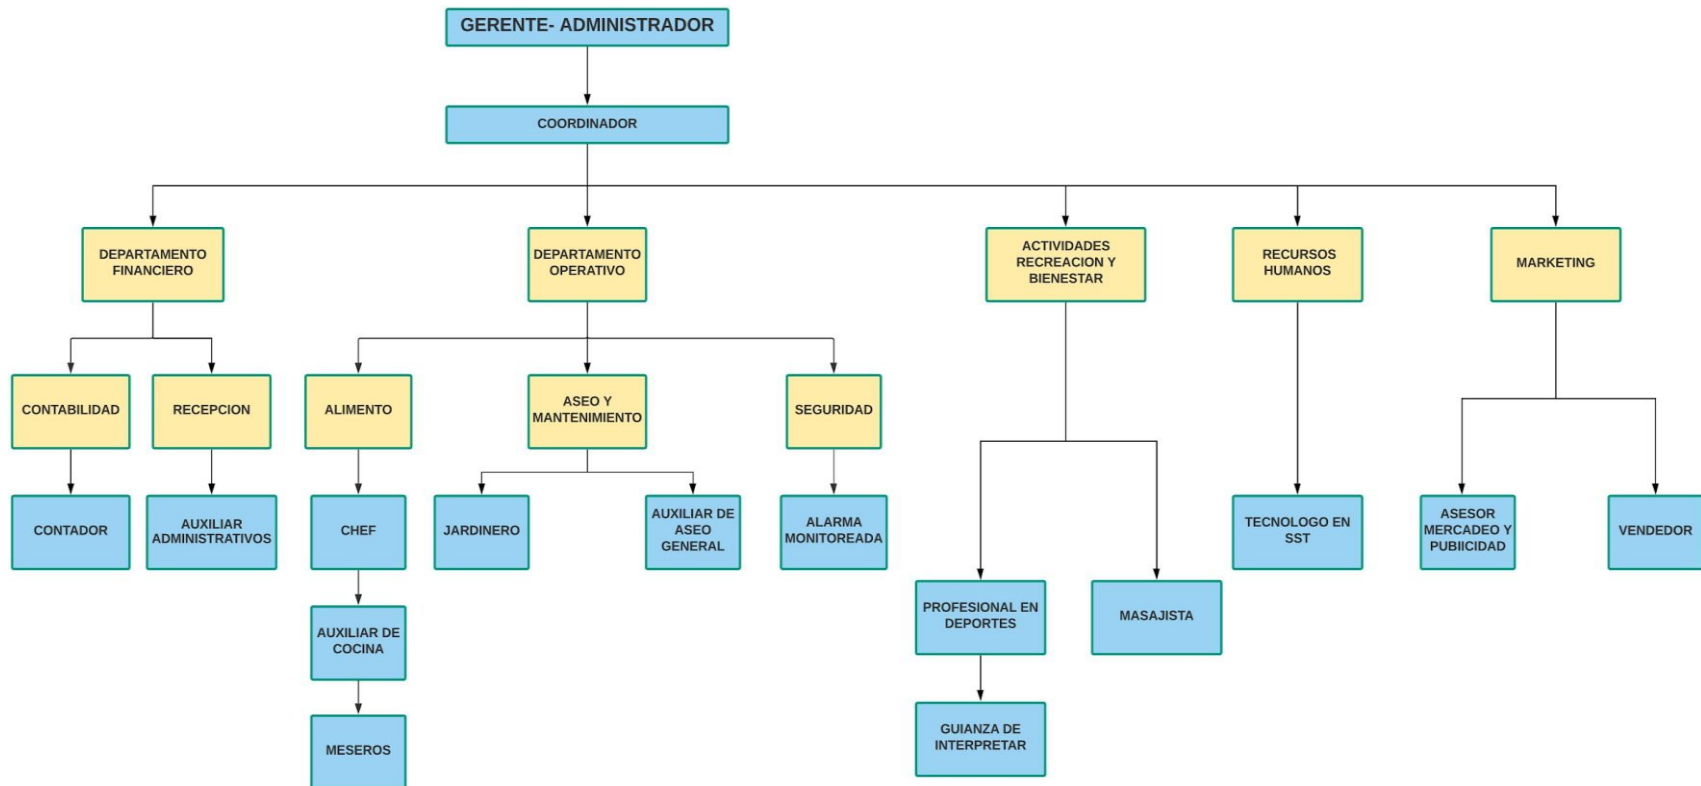 GERENTE- ADMINISTRADOR
COORDINADOR
DEPARTAMENTO
FINANCIERO
DEPARTAMENTO
OPERATIVO
ACTIVIDADES
RECREACION Y
BIENESTAR
RECURSOS
HUMANOS
MARKETING
CONTABILIDAD
RECEPCION
ALIMENTO
ASEO Y
MANTENIMIENTO
SEGURIDAD
CONTADOR
AUXILIAR
ADMINISTRATIVOS
CHEF
JARDINERO
AUXILIAR DE
ASEO
GENERAL
ALARMA
MONITOREADA
TECNOLOGO EN
SST
ASESOR
MERCADEO Y
PUBIICIDAD
VENDEDOR
PROFESIONAL EN
DEPORTES
MASAJISTA
AUXILIAR DE
COCINA
GUIANZA DE
INTERPRETAR
MESEROS